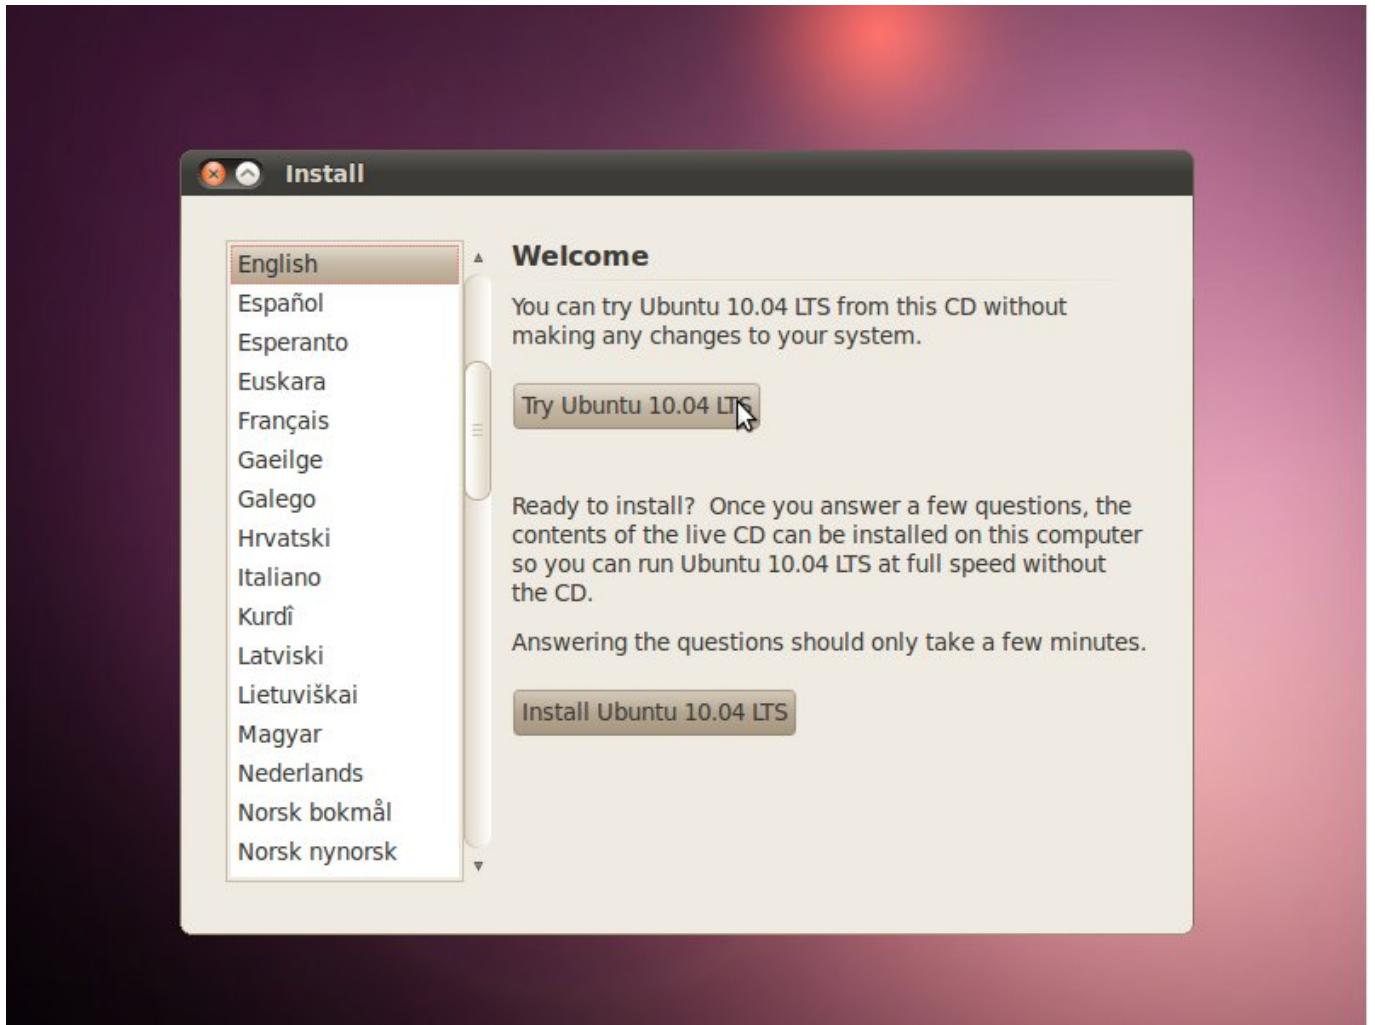 Install
English
Español
Esperanto
Euskara
Français
Gaeilge
Galego
Hrvatski
Italiano
Kurdî
Latviski
Lietuviškai
Magyar
Nederlands
Norsk bokmål
Norsk nynorsk
Welcome
You can try Ubuntu 10.04 LTS from this CD without
making any changes to your system.
Try Ubuntu 10.04 LTS
Ready to install?  Once you answer a few questions, the
contents of the live CD can be installed on this computer
so you can run Ubuntu 10.04 LTS at full speed without
the CD.
Answering the questions should only take a few minutes.
Install Ubuntu 10.04 LTS